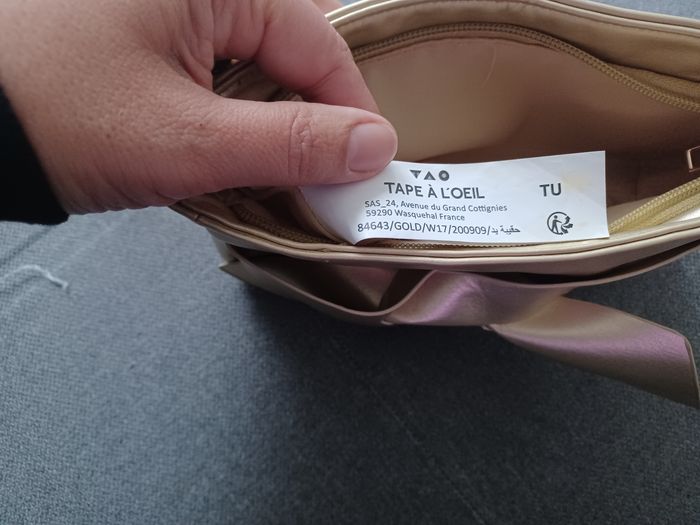 TAPE À L'OEIL
TU
SAS_24, Avenue du Grand Cottignies
59290 Wasquehal France
84643/GOLD/W17/200909/حقيبة يد